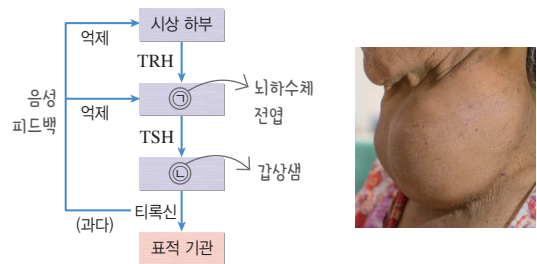 시상 하부
억제
TRH
㉠
뇌하수체
전엽
음성
피드백
억제
TSH
㉡
갑상샘
티록신
(과다)
표적 기관